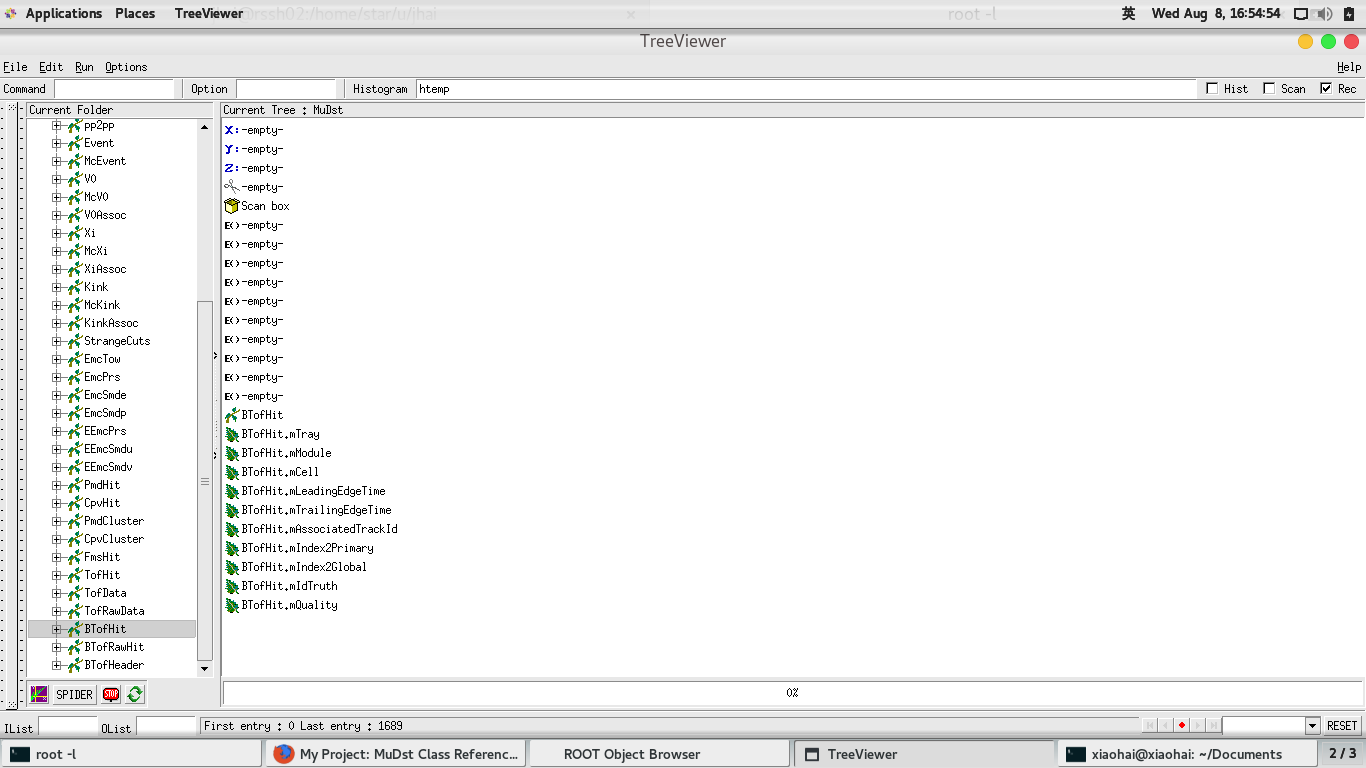 Applications Places TreeViewer @rssh02:/home/star/u/jhai × root -l 英 Wed Aug 8, 16:54:54
TreeViewer
File Edit Run Options Help
Command Option Histogram htemp Hist Scan Rec
Current Folder
pp2pp
Event
McEvent
V0
McV0
V0Assoc
Xi
McXi
XiAssoc
Kink
McKink
KinkAssoc
StrangeCuts
EmcTow
EmcPrs
EmcSmde
EmcSmdp
EEmcPrs
EEmcSmdu
EEmcSmdv
PmdHit
CpvHit
PmdCluster
CpvCluster
FmsHit
TofHit
TofData
TofRawData
BTofHit
BTofRawHit
BTofHeader
Current Tree : MuDst
X:-empty-
Y:-empty-
Z:-empty-
-empty-
Scan box
E()-empty-
E()-empty-
E()-empty-
E()-empty-
E()-empty-
E()-empty-
E()-empty-
E()-empty-
E()-empty-
E()-empty-
BTofHit
BTofHit.mTray
BTofHit.mModule
BTofHit.mCell
BTofHit.mLeadingEdgeTime
BTofHit.mTrailingEdgeTime
BTofHit.mAssociatedTrackId
BTofHit.mIndex2Primary
BTofHit.mIndex2Global
BTofHit.mIdTruth
BTofHit.mQuality
SPIDER STOP 0%
IList OList First entry : 0 Last entry : 1689 RESET
root -l My Project: MuDst Class Referenc... ROOT Object Browser TreeViewer xiaohai@xiaohai: ~/Documents 2 / 3